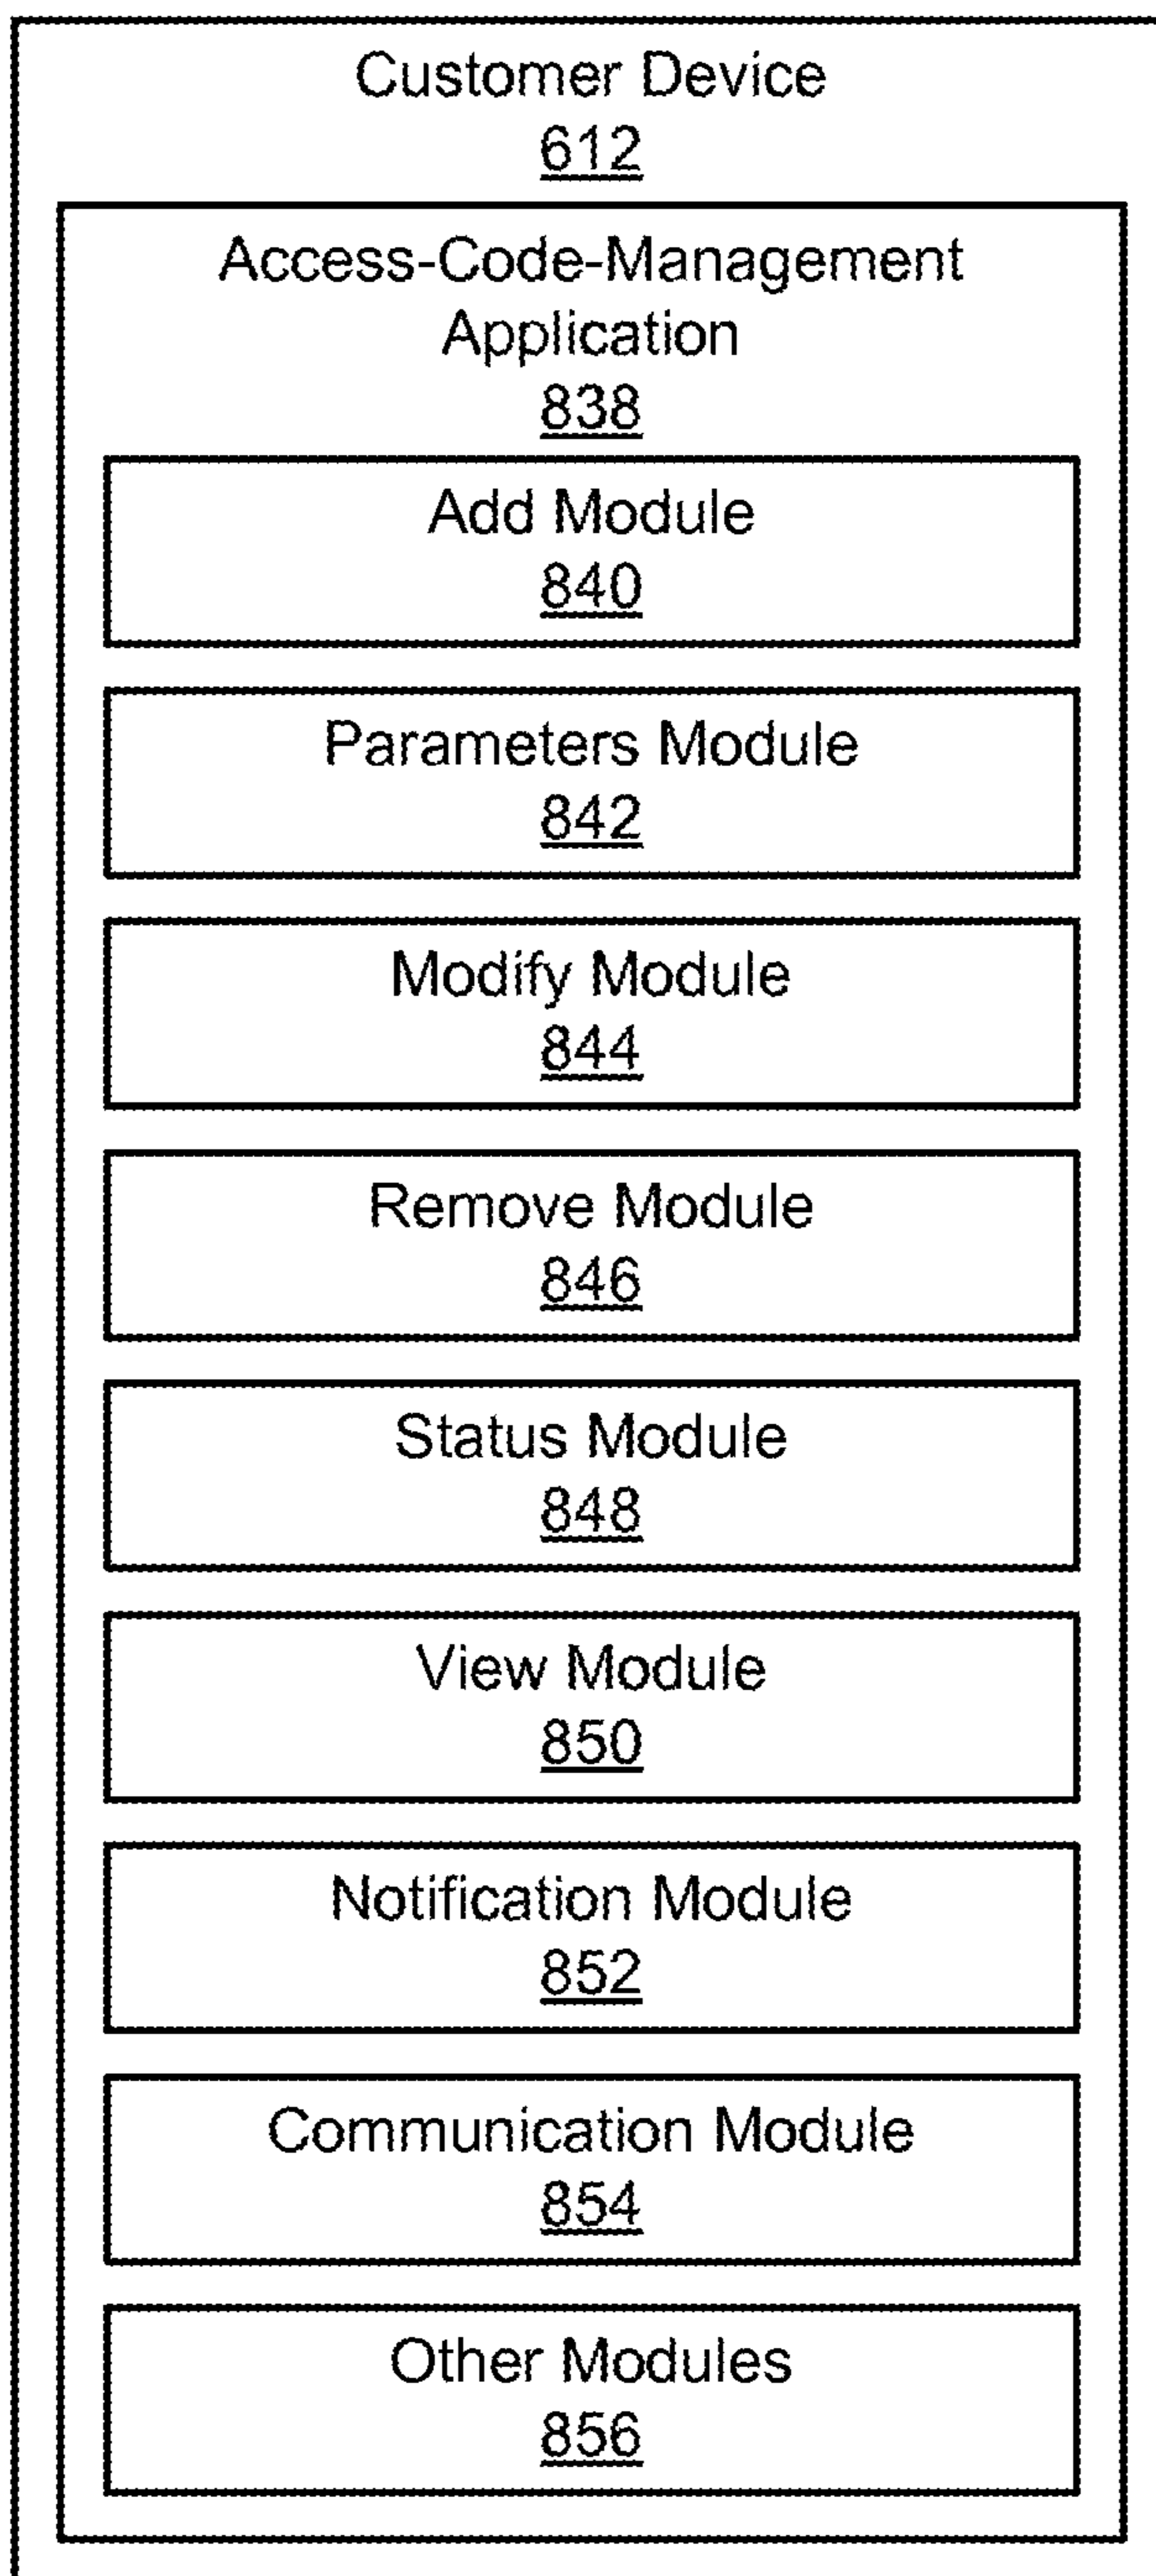 Customer Device
612
Access-Code-Management
Application
838
Add Module
840
Parameters Module
842
Modify Module
844
Remove Module
846
Status Module
848
View Module
850
Notification Module
852
Communication Module
854
Other Modules
856